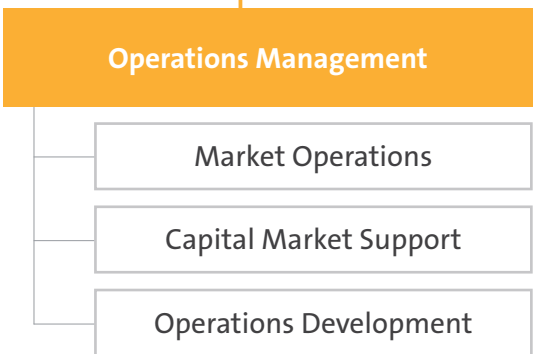 Operations Management
Market Operations
Capital Market Support
Operations Development